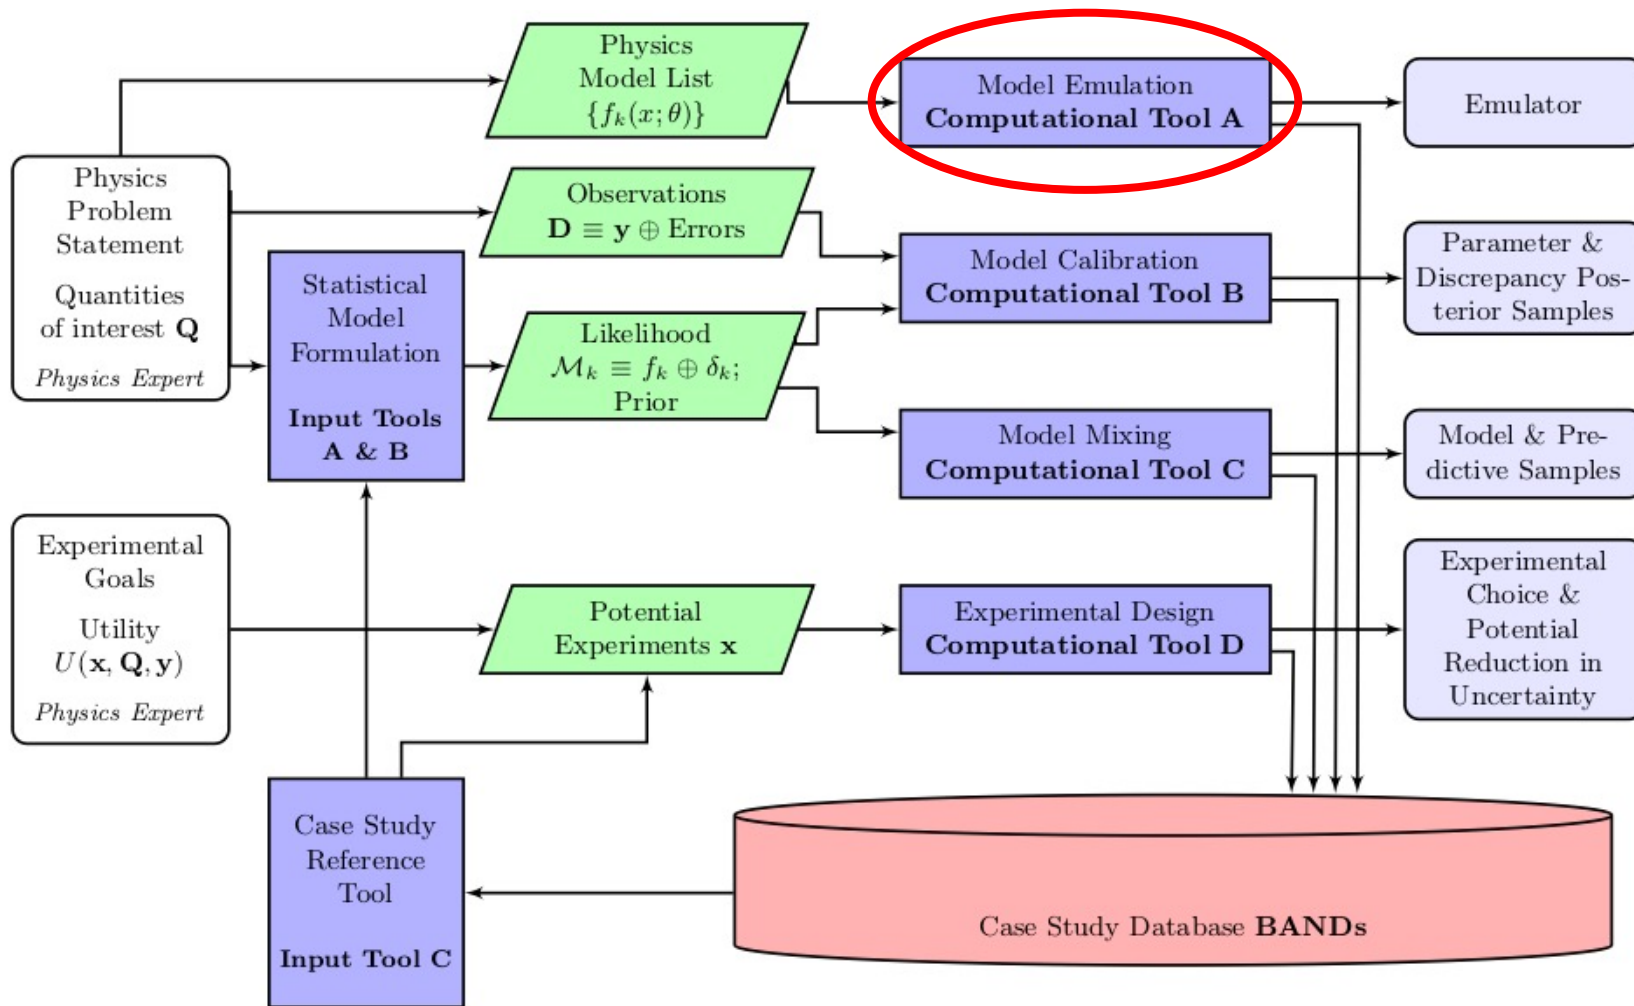 Physics
Model List
{f_k(x; θ)}
Model Emulation
Computational Tool A
Emulator
Physics
Problem
Statement
Quantities
of interest Q
Physics Expert
Observations
D ≡ y ⊕ Errors
Statistical
Model
Formulation
Input Tools
A & B
Likelihood
ℳ_k ≡ f_k ⊕ δ_k;
Prior
Model Calibration
Computational Tool B
Parameter &
Discrepancy Pos-
terior Samples
Model Mixing
Computational Tool C
Model & Pre-
dictive Samples
Experimental
Goals
Utility
U(x, Q, y)
Physics Expert
Potential
Experiments x
Experimental Design
Computational Tool D
Experimental
Choice &
Potential
Reduction in
Uncertainty
Case Study
Reference
Tool
Input Tool C
Case Study Database BANDs